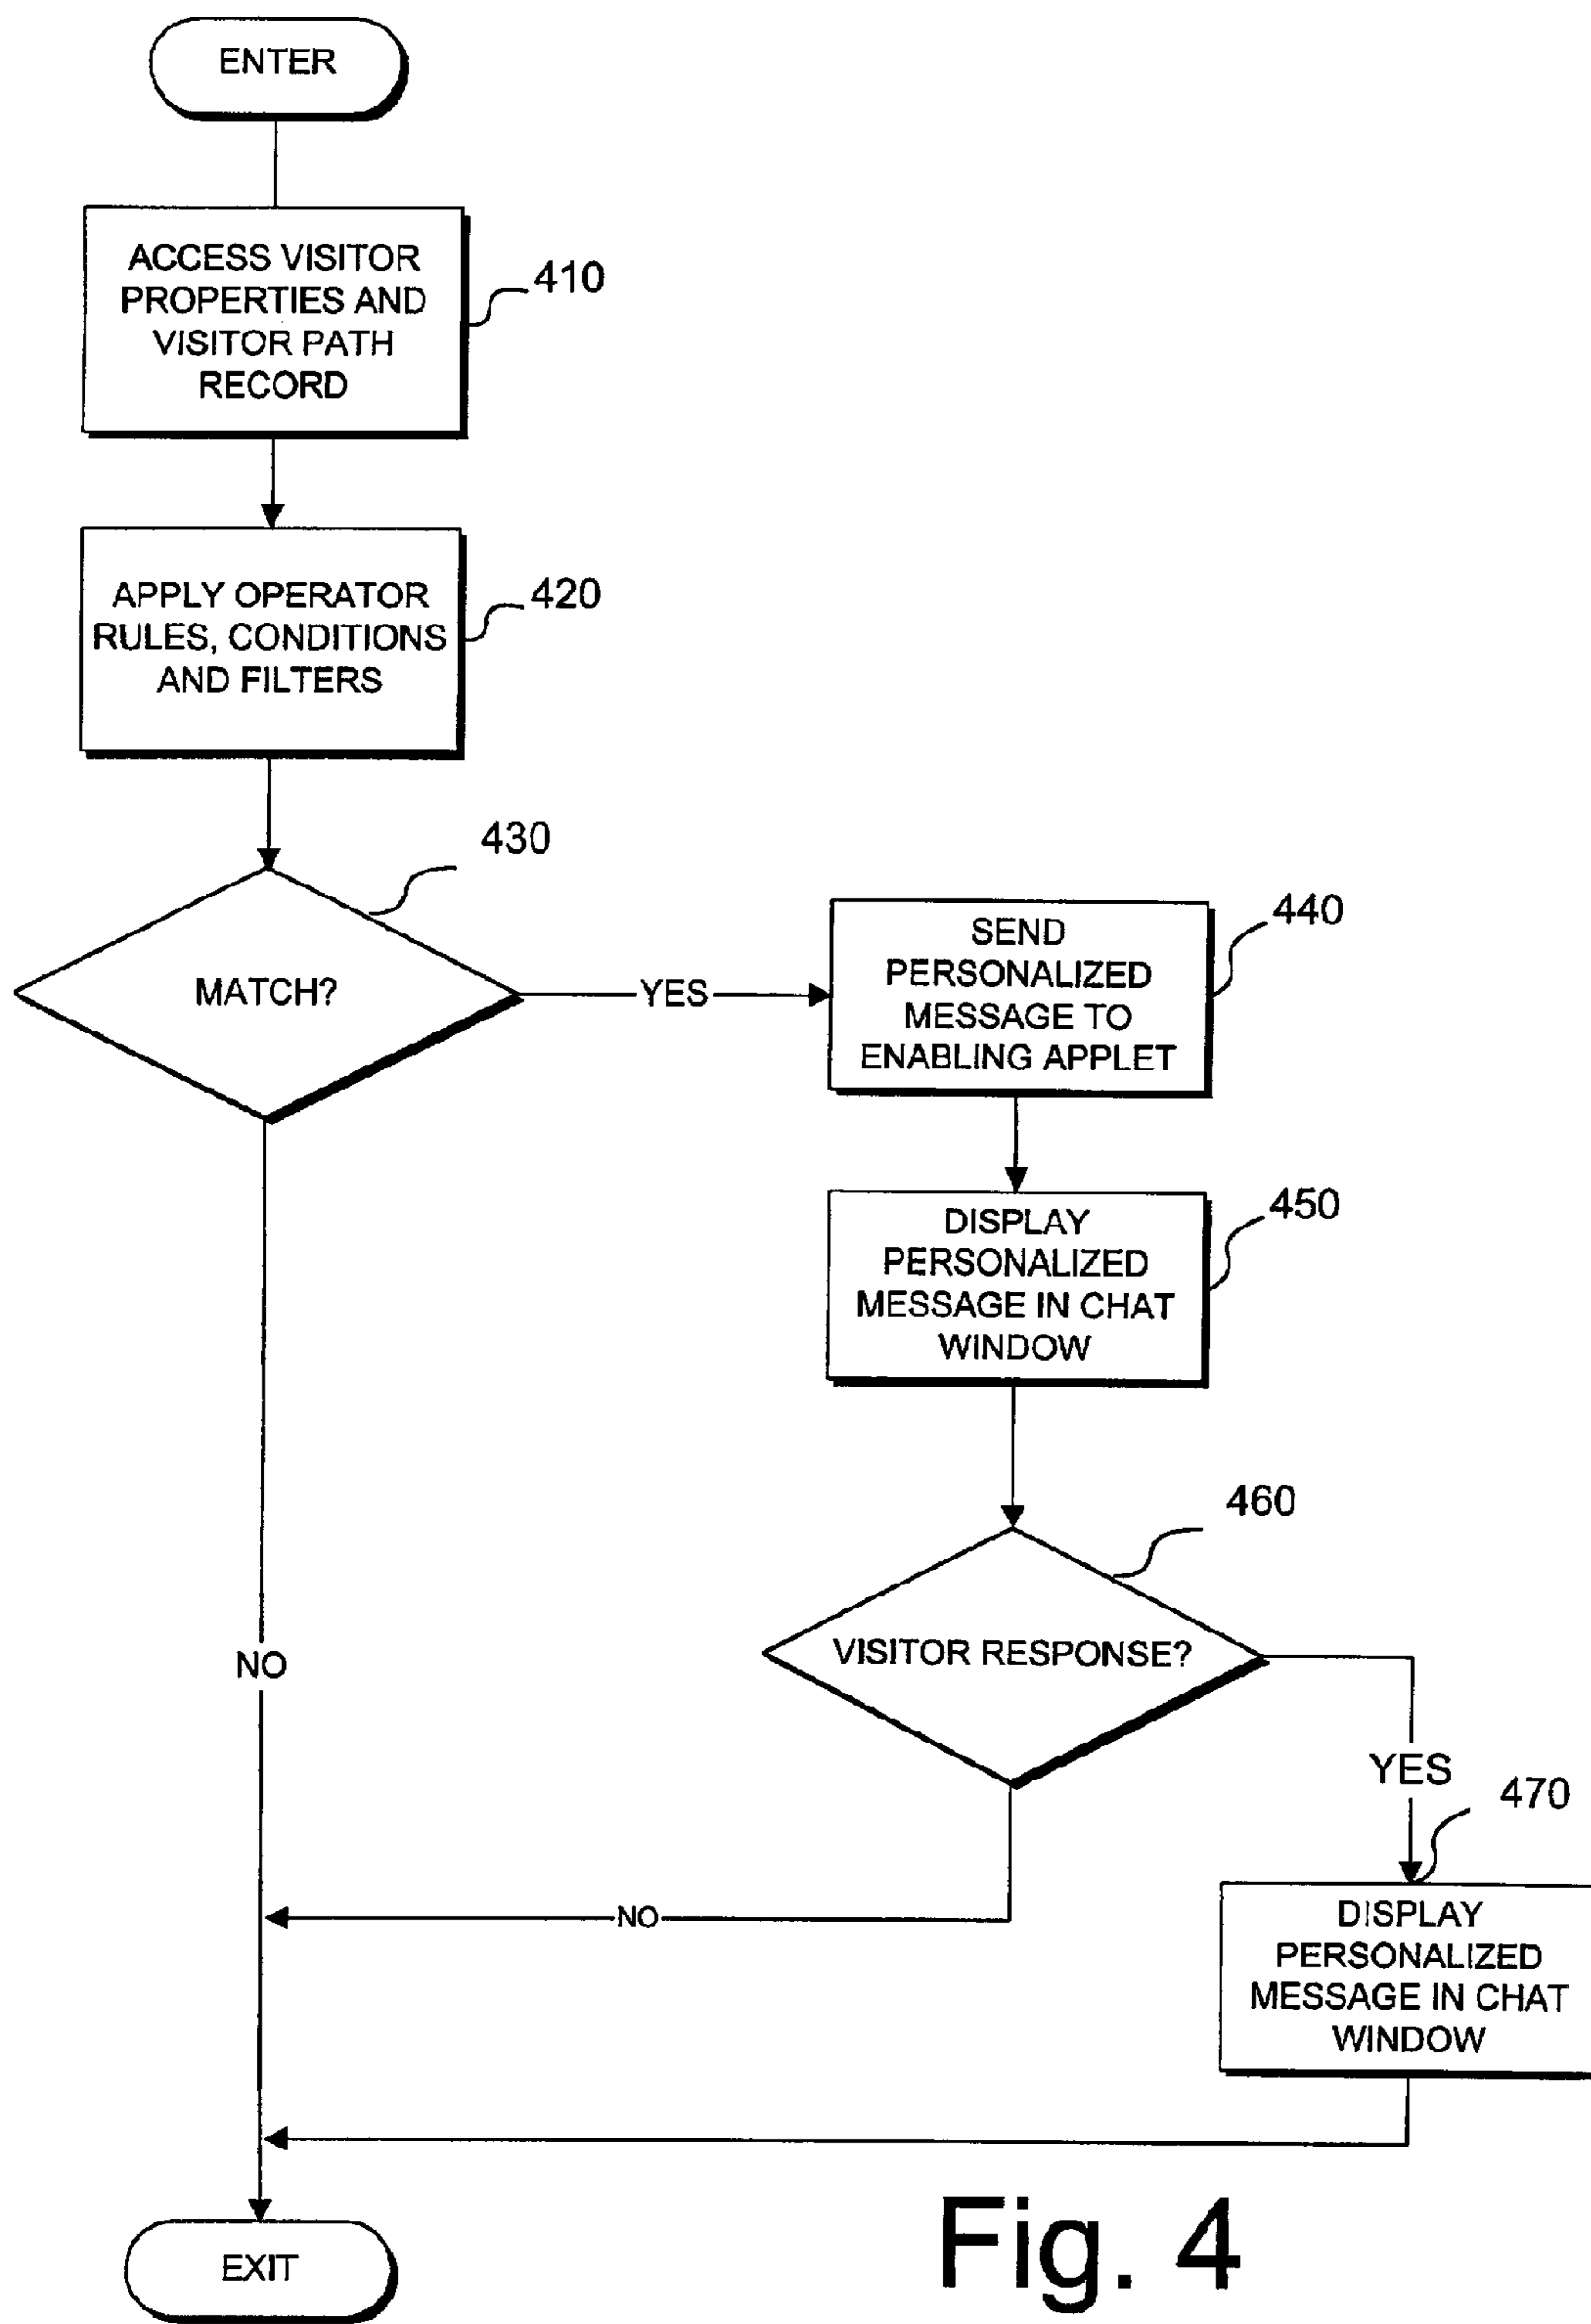 ENTER
ACCESS VISITOR
PROPERTIES AND
VISITOR PATH
RECORD
410
APPLY OPERATOR
RULES, CONDITIONS
AND FILTERS
420
430
MATCH?
YES
SEND
PERSONALIZED
MESSAGE TO
ENABLING APPLET
440
DISPLAY
PERSONALIZED
MESSAGE IN CHAT
WINDOW
450
460
VISITOR RESPONSE?
NO
YES
470
NO
DISPLAY
PERSONALIZED
MESSAGE IN CHAT
WINDOW
EXIT
Fig. 4